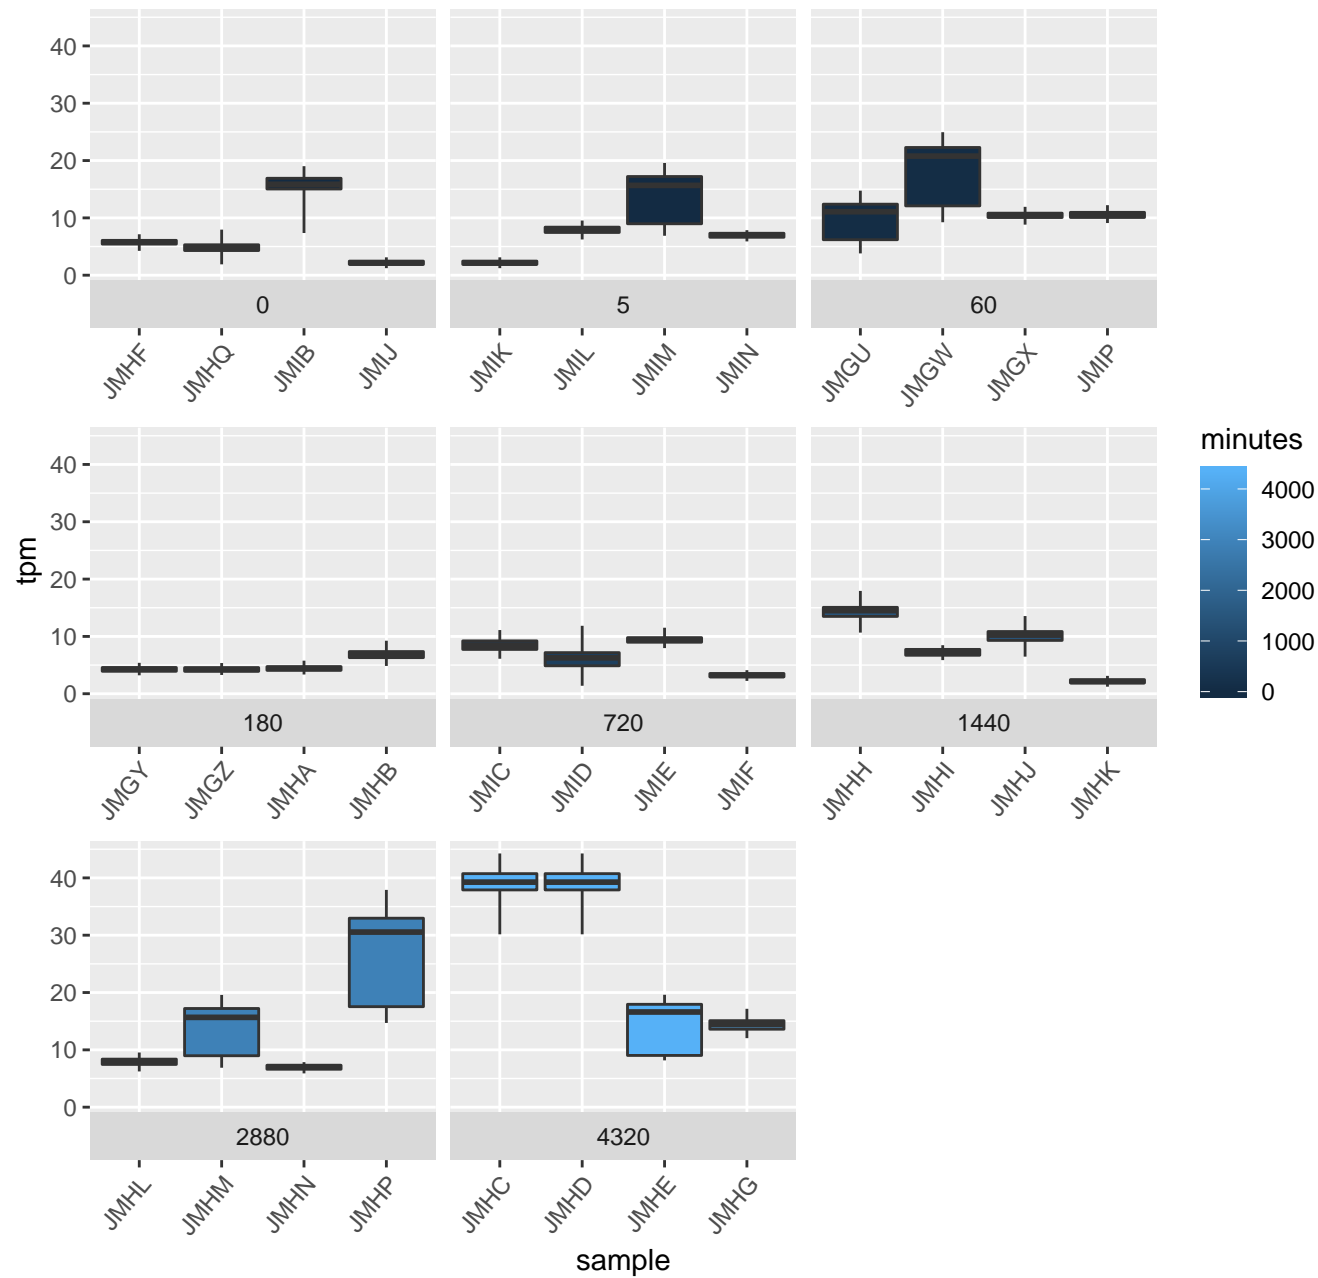 40
30
20
10
0
0
5
60
JMHF
JMHQ
JMIB
JMIJ
JMIK
JMIL
JMIM
JMIN
JMGU
JMGW
JMGX
JMIP
tpm
40
30
20
10
0
180
720
1440
JMGY
JMGZ
JMHA
JMHB
JMIC
JMID
JMIE
JMIF
JMHH
JMHI
JMHJ
JMHK
40
30
20
10
0
2880
4320
JMHL
JMHM
JMHN
JMHP
JMHC
JMHD
JMHE
JMHG
sample
minutes
4000
3000
2000
1000
0